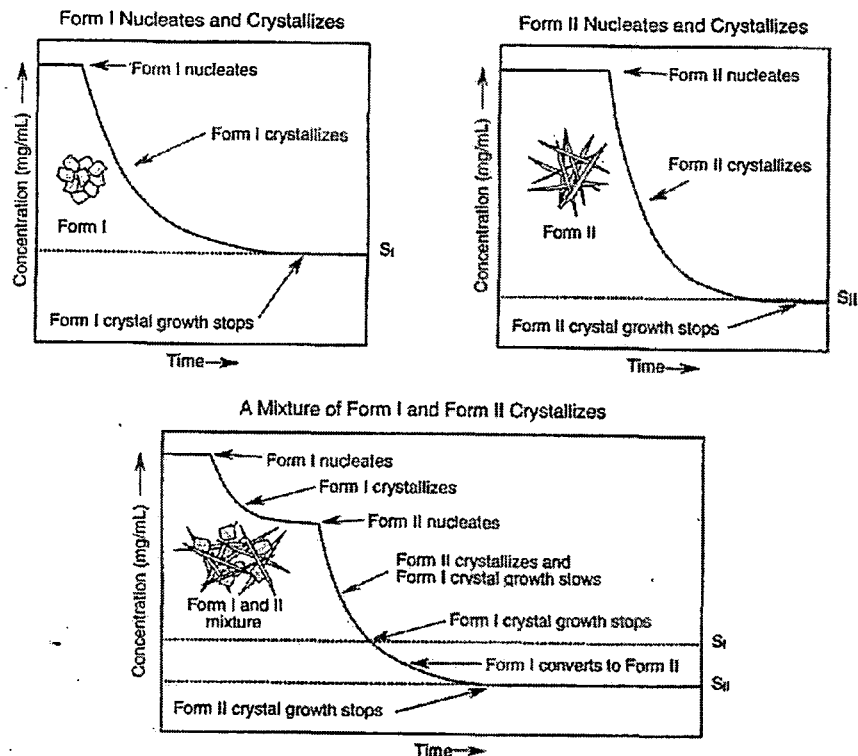 Form I Nucleates and Crystallizes
Concentration (mg/mL)
Form I nucleates
Form I crystallizes
Form I
SI
Form I crystal growth stops
Time
Form II Nucleates and Crystallizes
Concentration (mg/mL)
Form II nucleates
Form II crystallizes
Form II
SII
Form II crystal growth stops
Time
A Mixture of Form I and Form II Crystallizes
Concentration (mg/mL)
Form I nucleates
Form I crystallizes
Form II nucleates
Form II crystallizes and
Form I crystal growth slows
Form I and II
mixture
Form I crystal growth stops
SI
Form I converts to Form II
SII
Form II crystal growth stops
Time